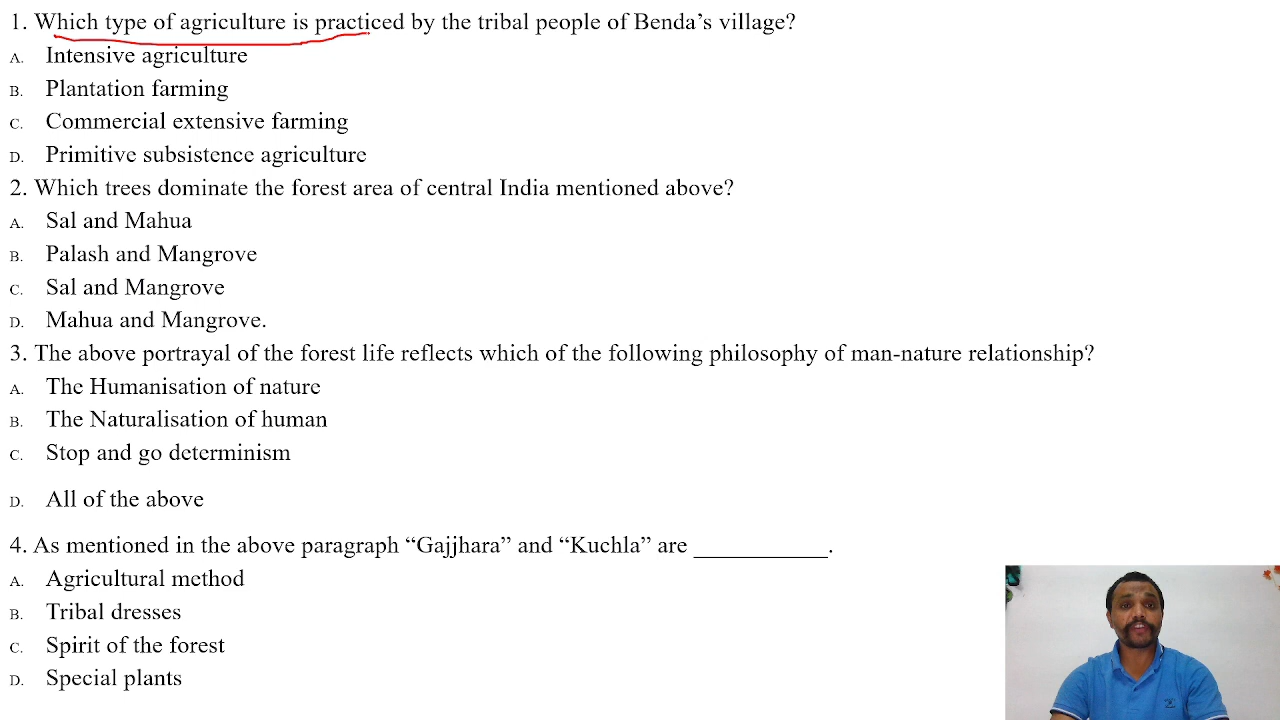 1. Which type of agriculture is practiced by the tribal people of Benda’s village?
A. Intensive agriculture
B. Plantation farming
C. Commercial extensive farming
D. Primitive subsistence agriculture
2. Which trees dominate the forest area of central India mentioned above?
A. Sal and Mahua
B. Palash and Mangrove
C. Sal and Mangrove
D. Mahua and Mangrove.
3. The above portrayal of the forest life reflects which of the following philosophy of man-nature relationship?
A. The Humanisation of nature
B. The Naturalisation of human
C. Stop and go determinism
D. All of the above
4. As mentioned in the above paragraph “Gajjhara” and “Kuchla” are ___________.
A. Agricultural method
B. Tribal dresses
C. Spirit of the forest
D. Special plants